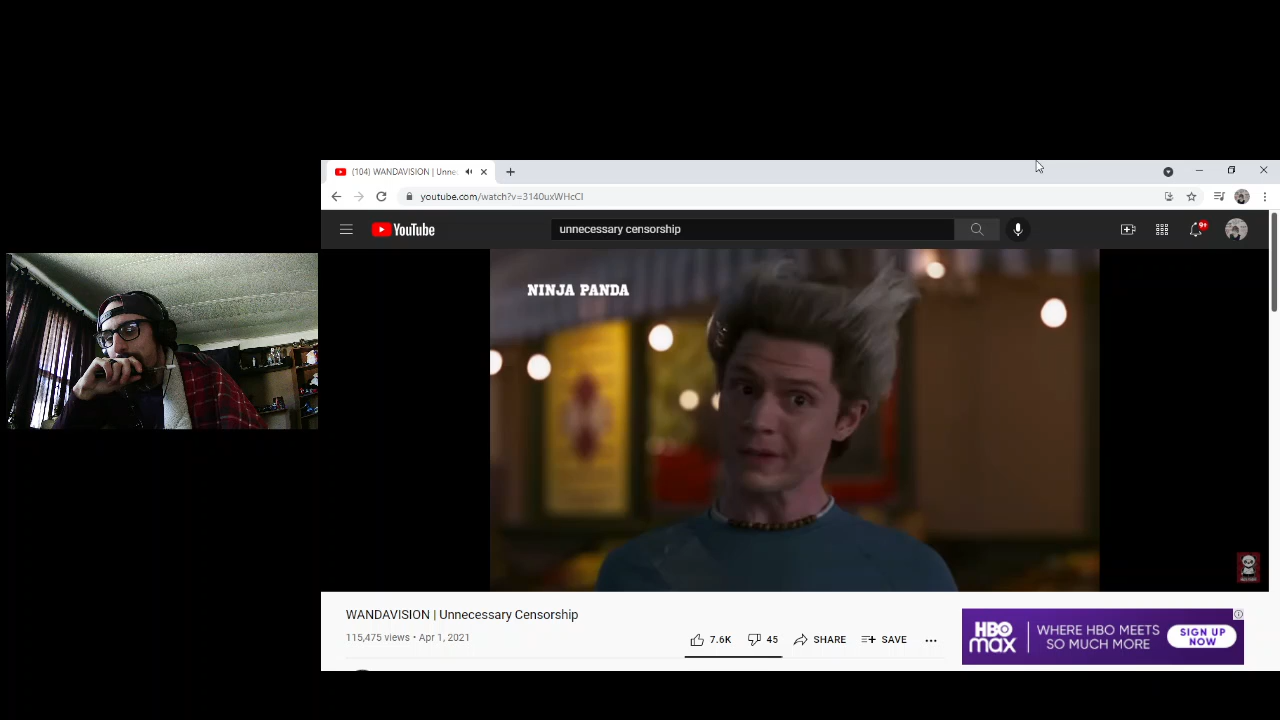 (104) WANDAVISION | Unne
youtube.com/watch?v=3140uxWHcCI
YouTube
unnecessary censorship
9+
NINJA PANDA
WANDAVISION | Unnecessary Censorship
115,475 views • Apr 1, 2021
7.6K
45
SHARE
SAVE
HBO
max
WHERE HBO MEETS
SO MUCH MORE
SIGN UP
NOW